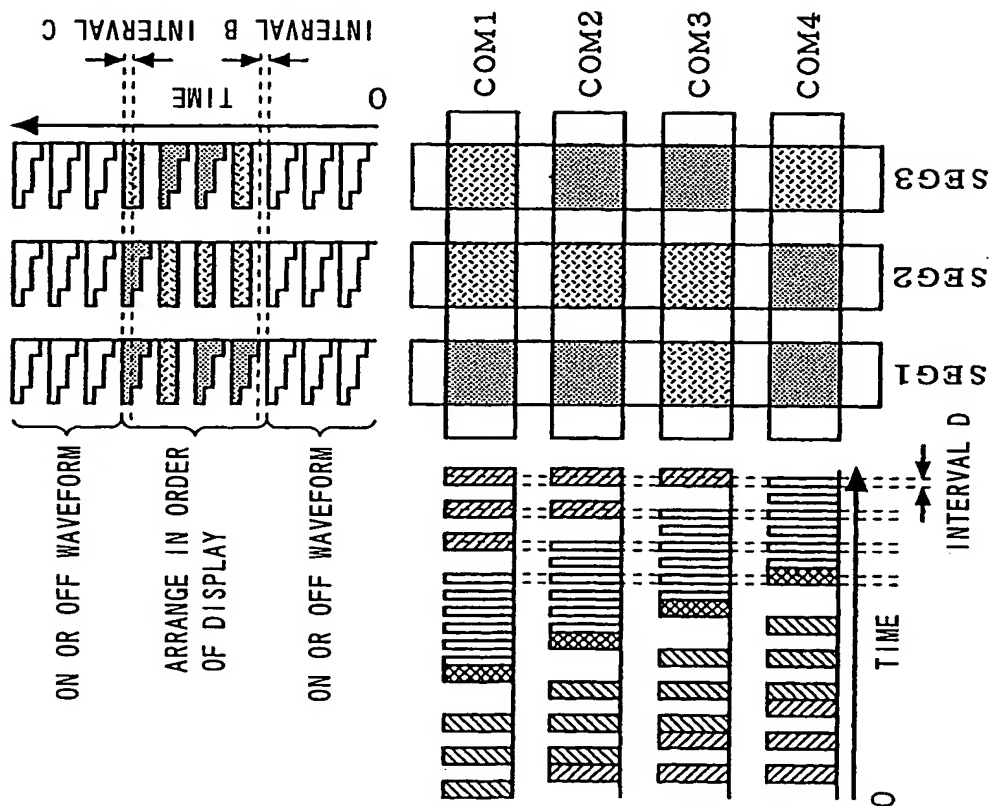 INTERVAL C
INTERVAL B
TIME
0
COM1
COM2
COM3
COM4
SEG3
SEG2
SEG1
ON OR OFF WAVEFORM
ARRANGE IN ORDER
OF DISPLAY
ON OR OFF WAVEFORM
INTERVAL D
TIME
0